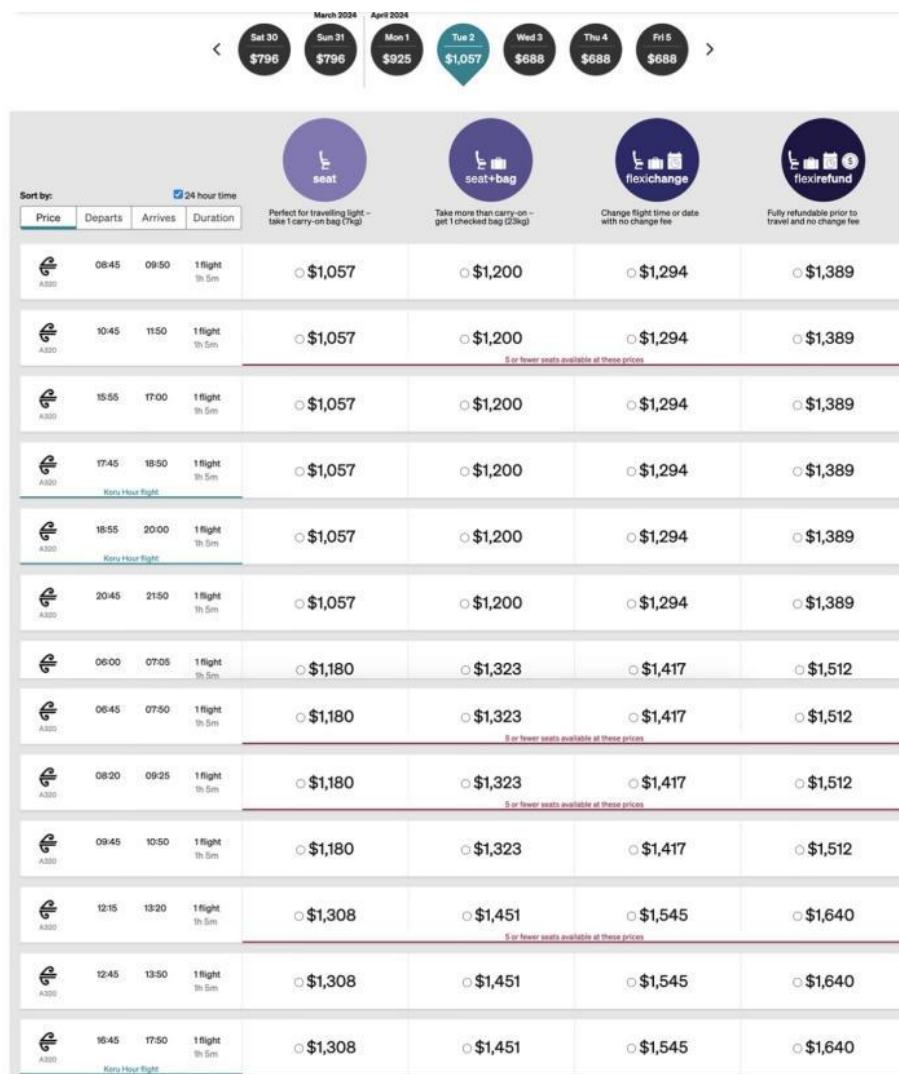 March 2024 April 2024
Sat 30 Sun 31 Mon 1 Tue 2 Wed 3 Thu 4 Fri 5
$796 $796 $925 $1,057 $688 $688 $688
seat seat+bag flexichange flexirefund
Sort by: 24 hour time
Price Departs Arrives Duration
Perfect for travelling light – Take more than carry-on – Change flight time or date Fully refundable prior to
take 1 carry-on bag (7kg) get 1 checked bag (23kg) with no change fee travel and no change fee
08:45 09:50 1 flight $1,057 $1,200 $1,294 $1,389
A320 1h 5m
10:45 11:50 1 flight $1,057 $1,200 $1,294 $1,389
A320 1h 5m
5 or fewer seats available at these prices
15:55 17:00 1 flight $1,057 $1,200 $1,294 $1,389
A320 1h 5m
17:45 18:50 1 flight $1,057 $1,200 $1,294 $1,389
A320 1h 5m
Koru Hour flight
18:55 20:00 1 flight $1,057 $1,200 $1,294 $1,389
A320 1h 5m
Koru Hour flight
20:45 21:50 1 flight $1,057 $1,200 $1,294 $1,389
A320 1h 5m
06:00 07:05 1 flight $1,180 $1,323 $1,417 $1,512
1h 5m
06:45 07:50 1 flight $1,180 $1,323 $1,417 $1,512
A320 1h 5m
5 or fewer seats available at these prices
08:20 09:25 1 flight $1,180 $1,323 $1,417 $1,512
A320 1h 5m
5 or fewer seats available at these prices
09:45 10:50 1 flight $1,180 $1,323 $1,417 $1,512
A320 1h 5m
12:15 13:20 1 flight $1,308 $1,451 $1,545 $1,640
A320 1h 5m
5 or fewer seats available at these prices
12:45 13:50 1 flight $1,308 $1,451 $1,545 $1,640
A320 1h 5m
16:45 17:50 1 flight $1,308 $1,451 $1,545 $1,640
A320 1h 5m
Koru Hour flight